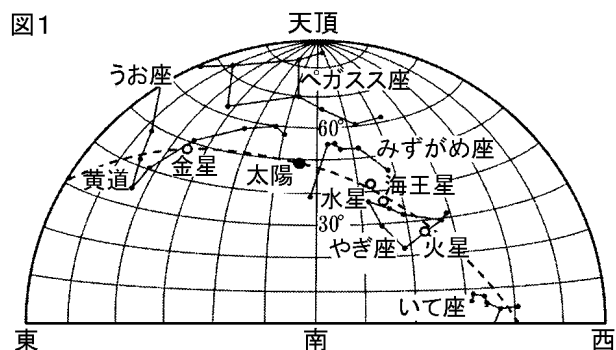 図1
天頂
うお座
ペガスス座
60°
みずがめ座
黄道
金星
太陽
水星
海王星
30°
やぎ座
火星
いて座
東
南
西